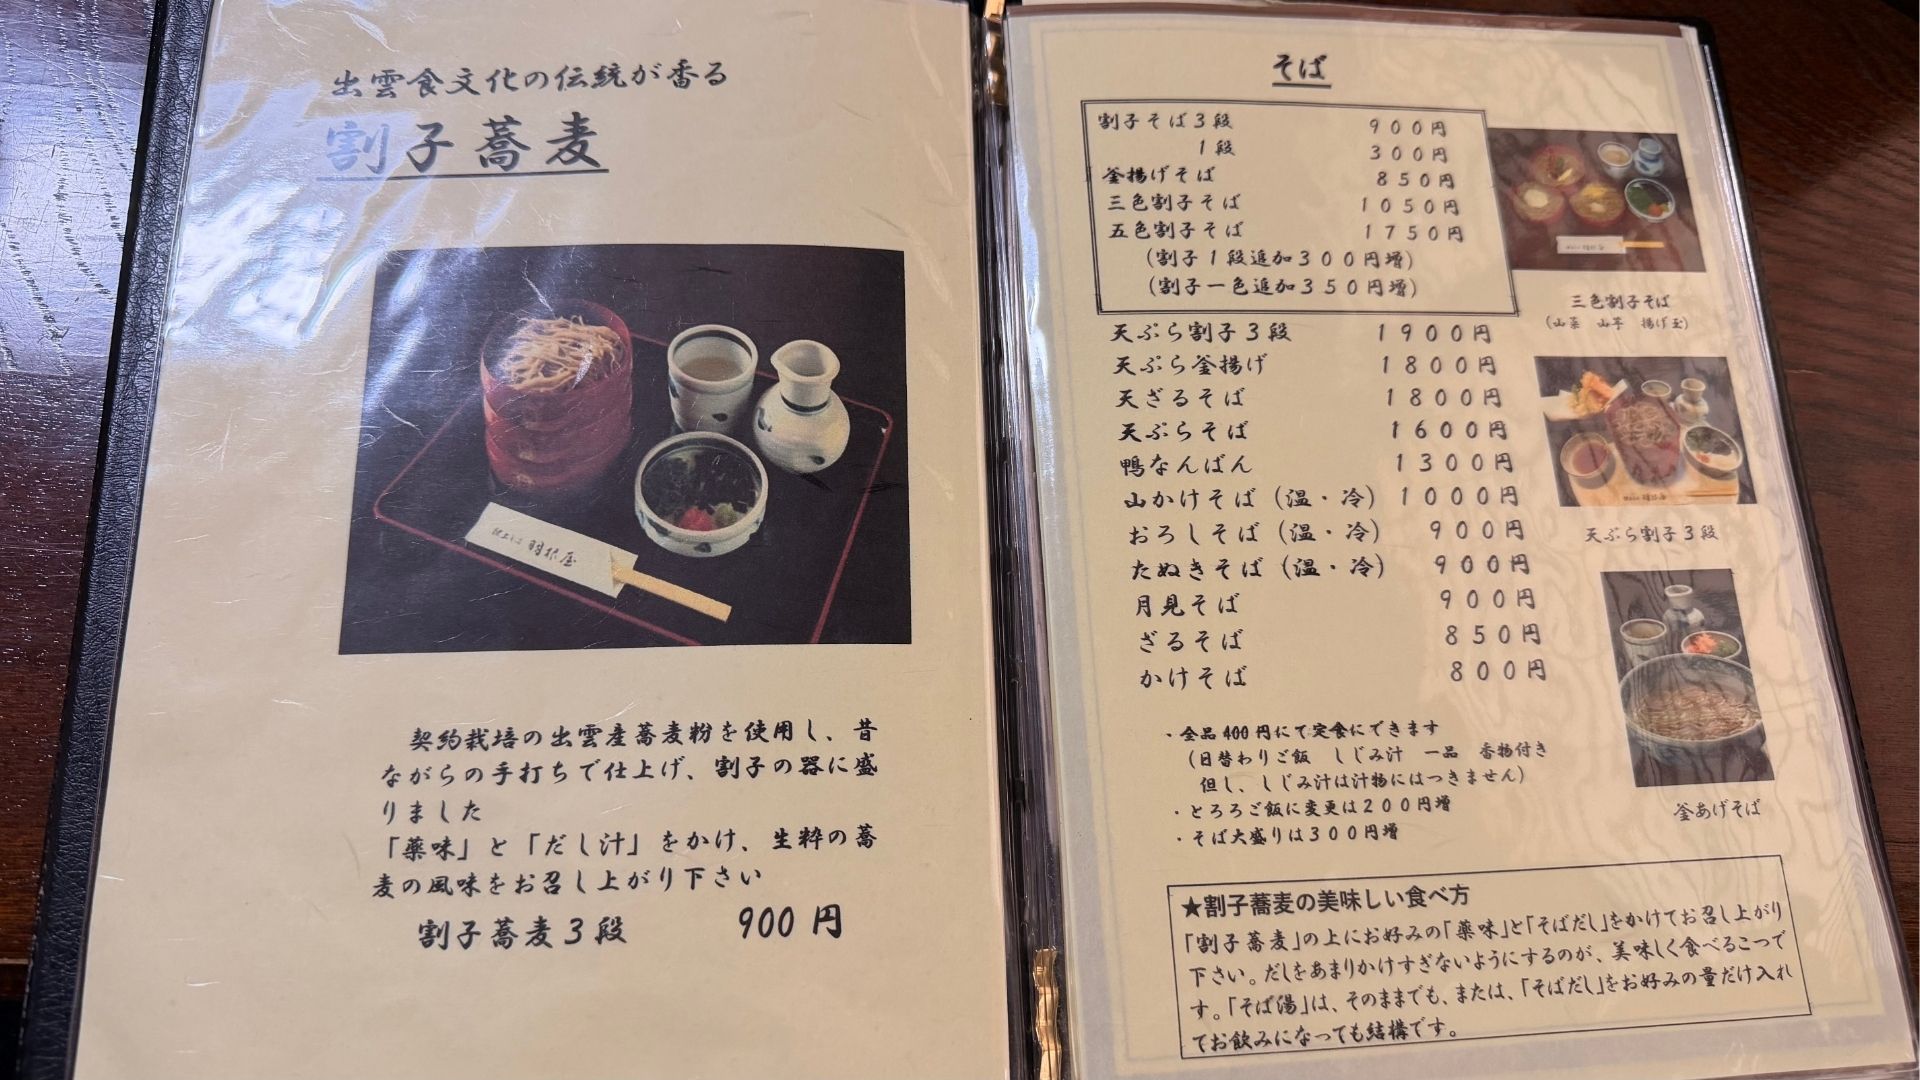 出雲食文化の伝統が香る
割子蕎麦
献上そば 羽根屋
契約栽培の出雲産蕎麦粉を使用し、昔
ながらの手打ちで仕上げ、割子の器に盛
りました
「薬味」と「だし汁」をかけ、生粋の蕎
麦の風味をお召し上がり下さい
割子蕎麦3段 900円
そば
割子そば3段 900円
1段 300円
釜揚げそば 850円
三色割子そば 1050円
五色割子そば 1750円
(割子1段追加300円増)
(割子一色追加350円増)
天ぷら割子3段 1900円
天ぷら釜揚げ 1800円
天ざるそば 1800円
天ぷらそば 1600円
鴨なんばん 1300円
山かけそば(温・冷) 1000円
おろしそば(温・冷) 900円
たぬきそば(温・冷) 900円
月見そば 900円
ざるそば 850円
かけそば 800円
・全品400円にて定食にできます
(日替わりご飯 しじみ汁 一品 香物付き
但し、しじみ汁は汁物にはつきません)
・とろろご飯に変更は200円増
・そば大盛りは300円増
三色割子そば
(山菜 山芋 揚げ玉)
天ぷら割子3段
釜あげそば
★割子蕎麦の美味しい食べ方
「割子蕎麦」の上にお好みの「薬味」と「そばだし」をかけてお召し上がり
下さい。だしをあまりかけすぎないようにするのが、美味しく食べるこつで
す。「そば湯」は、そのままでも、または、「そばだし」をお好みの量だけ入れ
てお飲みになっても結構です。